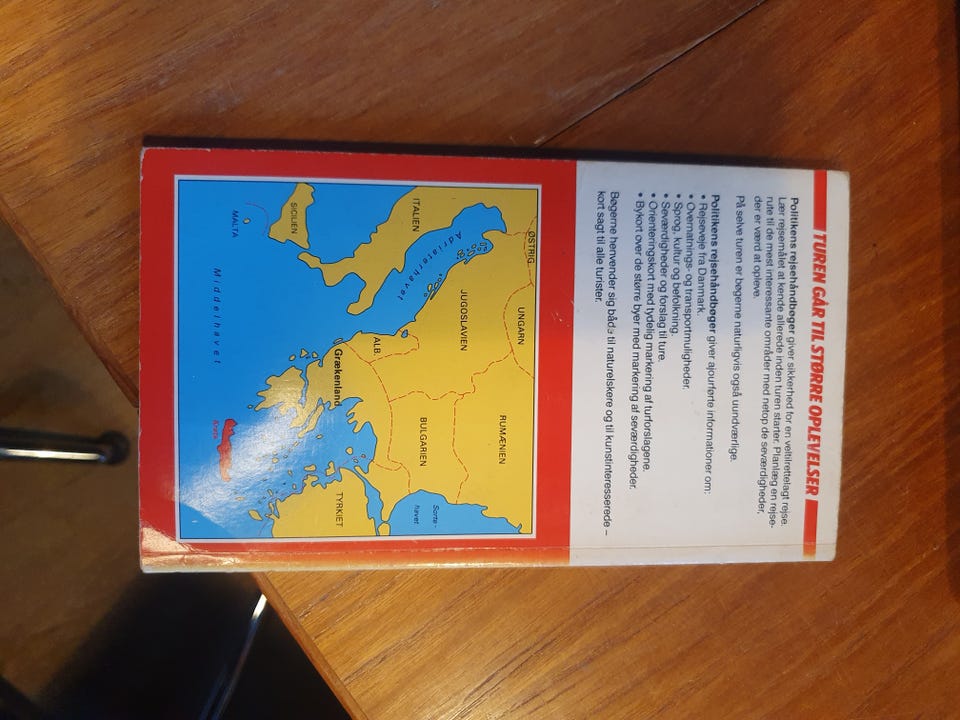 TUREN GÅR TIL STØRRE OPLEVELSER
Politikens rejsehåndbøger giver sikkerhed for en veltilrettelagt rejse.
Lær rejsemålet at kende allerede inden turen starter. Planlæg en rejse-
rute til de mest interessante områder med netop de seværdigheder,
der er værd at opleve.
På selve turen er bøgerne naturligvis også uundværlige.
Politikens rejsehåndbøger giver ajourførte informationer om:
• Rejseveje fra Danmark.
• Overnatnings- og transportmuligheder.
• Sprog, kultur og befolkning.
• Seværdigheder og forslag til ture.
• Orienteringskort med tydelig markering af turforslagene.
• Bykort over de større byer med markering af seværdigheder.
Bøgerne henvender sig både til naturelskere og til kunstinteresserede –
kort sagt til alle turister.
ØSTRIG
UNGARN
RUMÆNIEN
JUGOSLAVIEN
Adriaterhavet
Sorte-
havet
ITALIEN
BULGARIEN
ALB.
Grækenland
TYRKIET
SICILIEN
MALTA
Middelhavet
Kreta